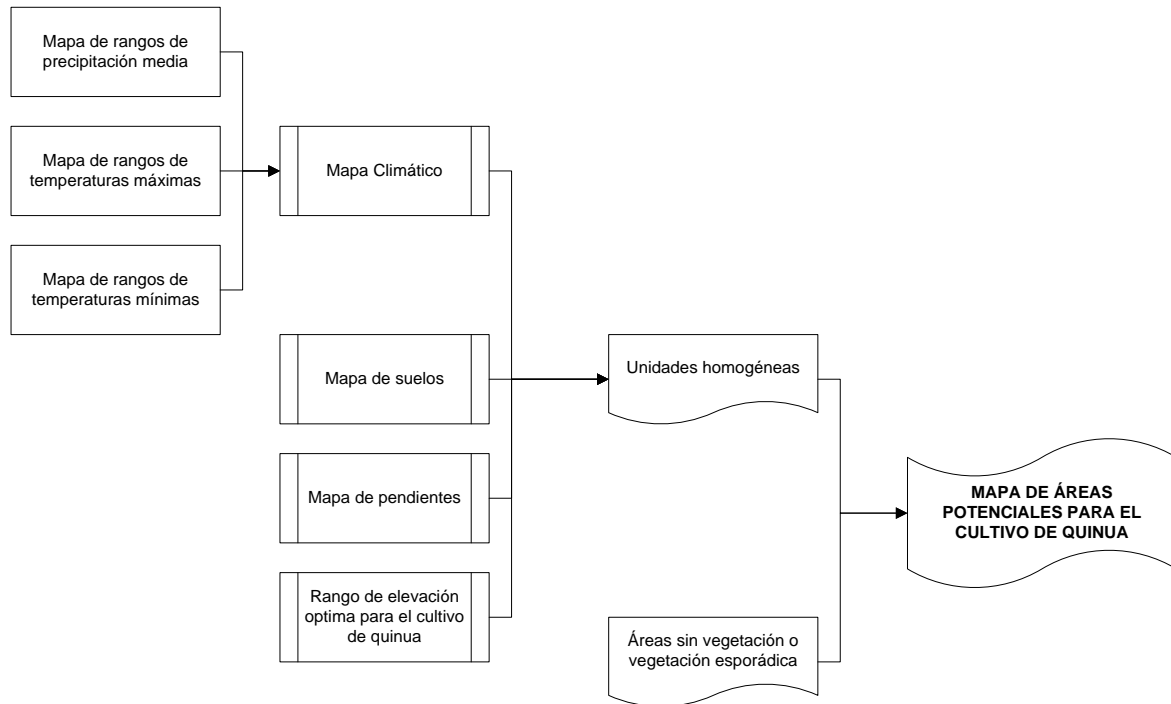 Mapa de rangos de
precipitación media
Mapa de rangos de
temperaturas máximas
Mapa de rangos de
temperaturas mínimas
Mapa Climático
Mapa de suelos
Mapa de pendientes
Rango de elevación
optima para el cultivo
de quinua
Unidades homogéneas
Áreas sin vegetación o
vegetación esporádica
MAPA DE ÁREAS
POTENCIALES PARA EL
CULTIVO DE QUINUA